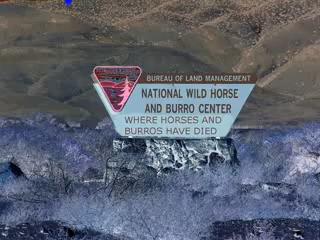 BUREAU OF LAND MANAGEMENT
NATIONAL WILD HORSE
AND BURRO CENTER
WHERE HORSES AND
BURROS HAVE DIED